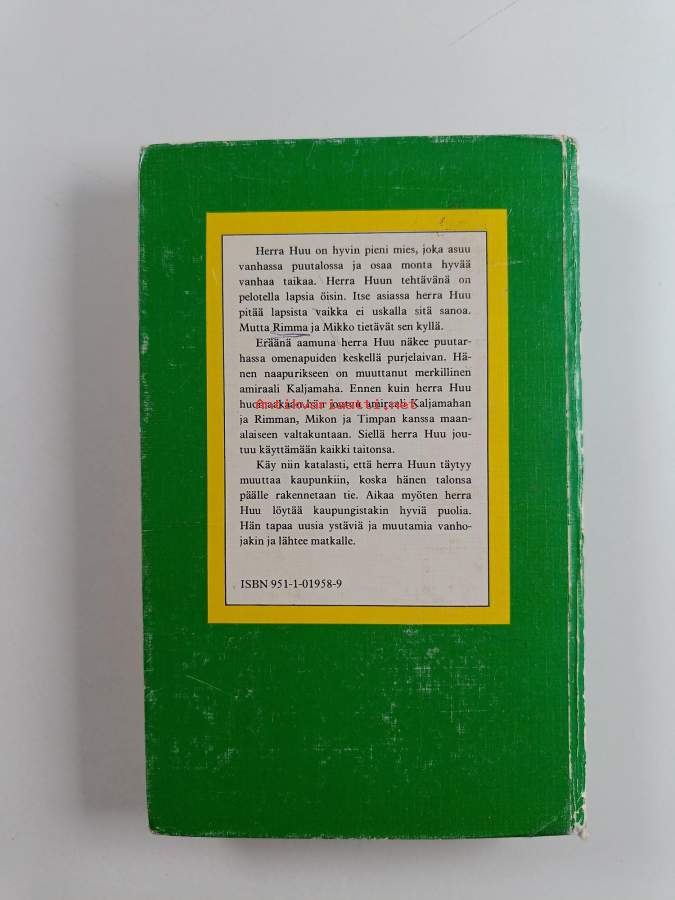 Herra Huu on hyvin pieni mies, joka asuu
vanhassa puutalossa ja osaa monta hyvää
vanhaa taikaa. Herra Huun tehtävänä on
pelotella lapsia öisin. Itse asiassa herra Huu
pitää lapsista vaikka ei uskalla sitä sanoa.
Mutta Rimma ja Mikko tietävät sen kyllä.
Eräänä aamuna herra Huu näkee puutar-
hassa omenapuiden keskellä purjelaivan. Hä-
nen naapurikseen on muuttanut merkillinen
amiraali Kaljamaha. Ennen kuin herra Huu
huomaakaan hän joutuu amiraali Kaljamahan
antikvariaatti.net
ja Rimman, Mikon ja Timpan kanssa maan-
alaiseen valtakuntaan. Siellä herra Huu jou-
tuu käyttämään kaikki taitonsa.
Käy niin katalasti, että herra Huun täytyy
muuttaa kaupunkiin, koska hänen talonsa
päälle rakennetaan tie. Aikaa myöten herra
Huu löytää kaupungistakin hyviä puolia.
Hän tapaa uusia ystäviä ja muutamia vanho-
jakin ja lähtee matkalle.
ISBN 951-1-01958-9